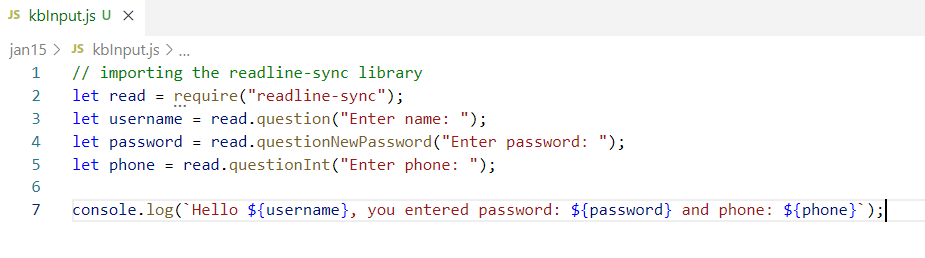 JS kbInput.js U ×
jan15 > JS kbInput.js > ...
1 // importing the readline-sync library
2 let read = require("readline-sync");
3 let username = read.question("Enter name: ");
4 let password = read.questionNewPassword("Enter password: ");
5 let phone = read.questionInt("Enter phone: ");
6
7 console.log(`Hello ${username}, you entered password: ${password} and phone: ${phone}`);